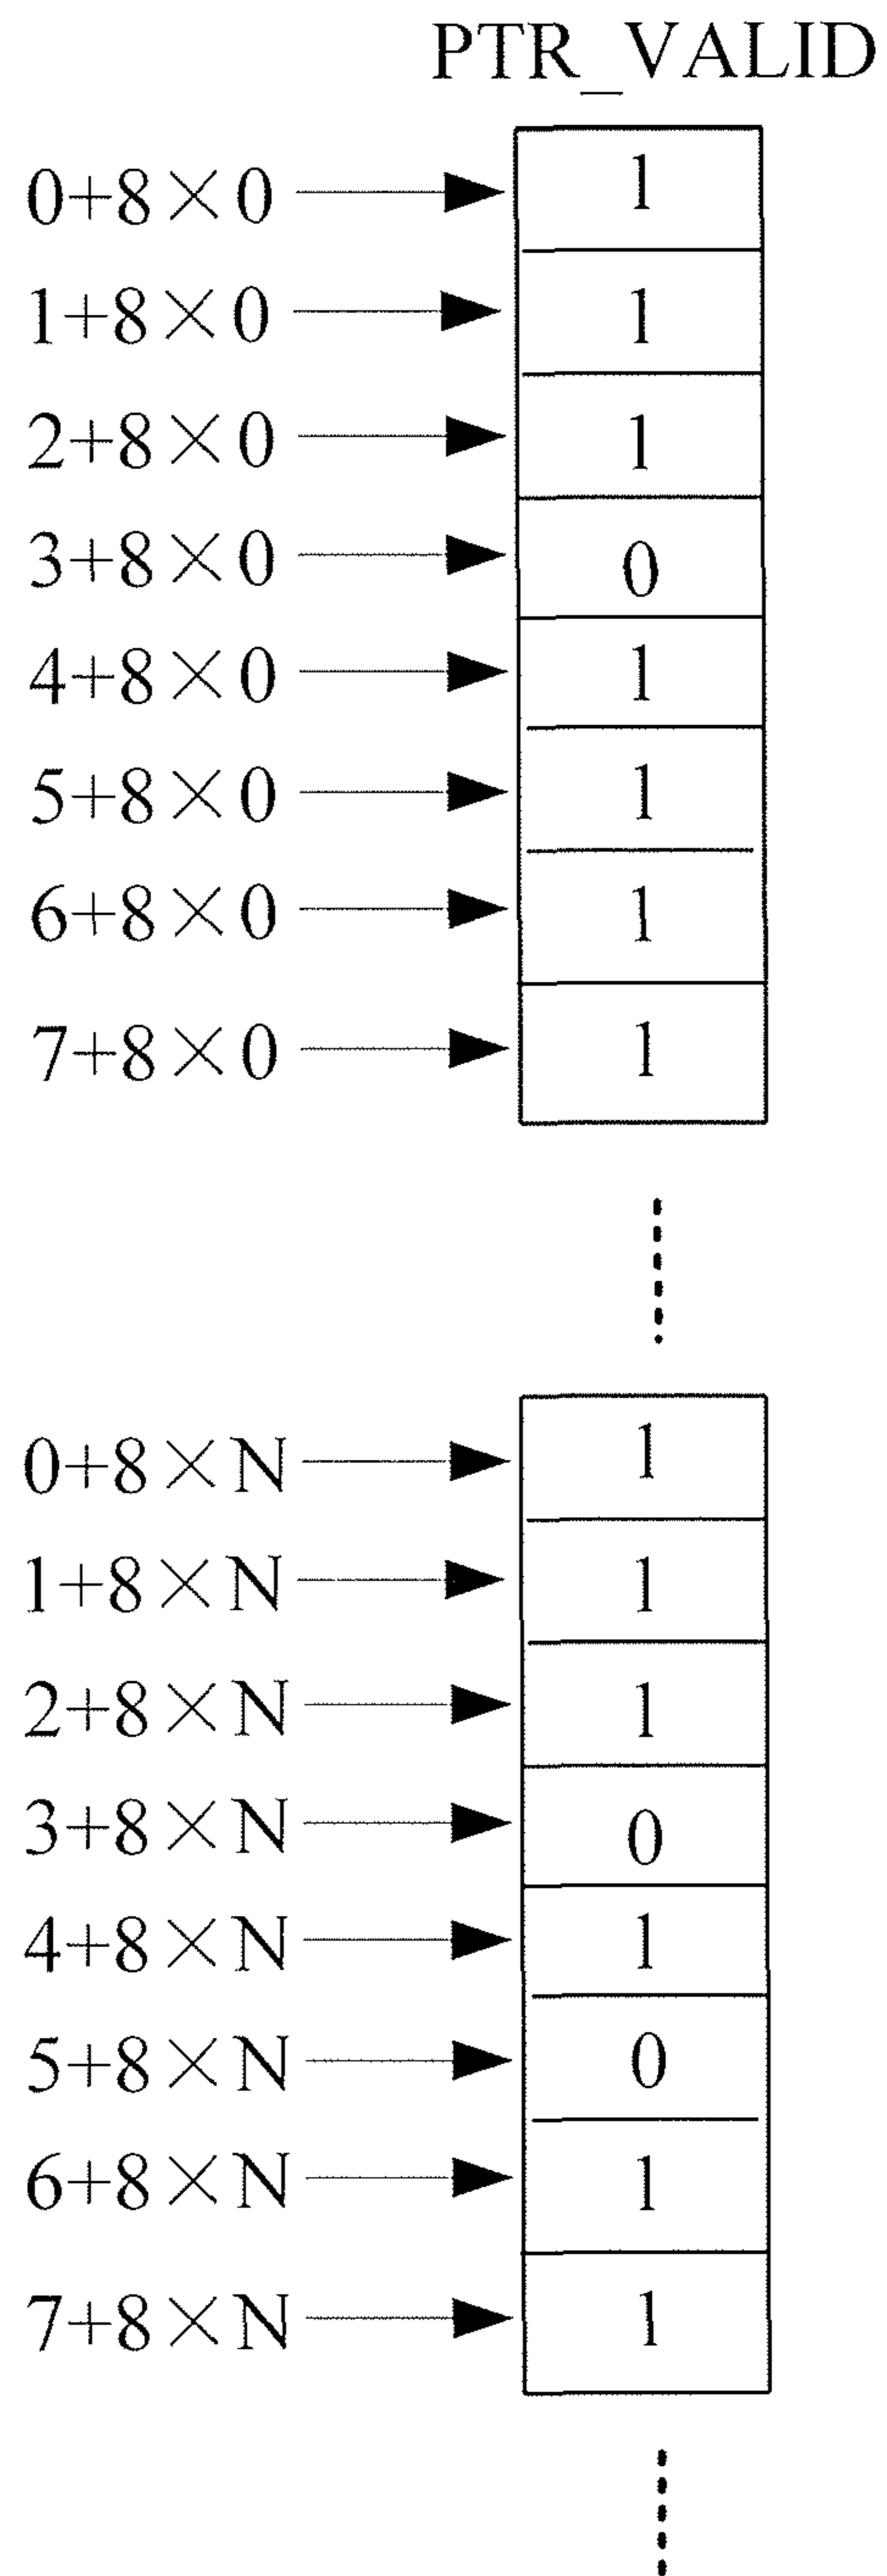 PTR_VALID
0+8×0 1
1+8×0 1
2+8×0 1
3+8×0 0
4+8×0 1
5+8×0 1
6+8×0 1
7+8×0 1
0+8×N 1
1+8×N 1
2+8×N 1
3+8×N 0
4+8×N 1
5+8×N 0
6+8×N 1
7+8×N 1